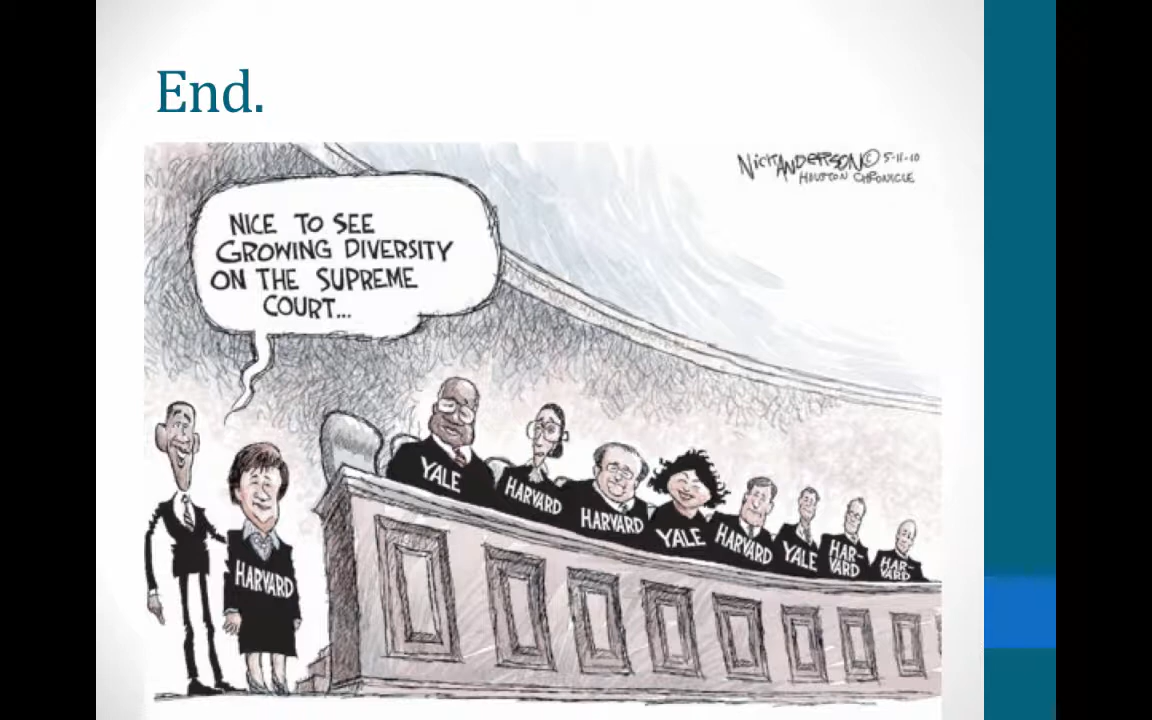 End.
NICK ANDERSON © 5-11-10
HOUSTON CHRONICLE
NICE TO SEE
GROWING DIVERSITY
ON THE SUPREME
COURT...
YALE
HARVARD
HARVARD
YALE
HARVARD
YALE
HAR-
VARD
HAR-
VARD
HARVARD